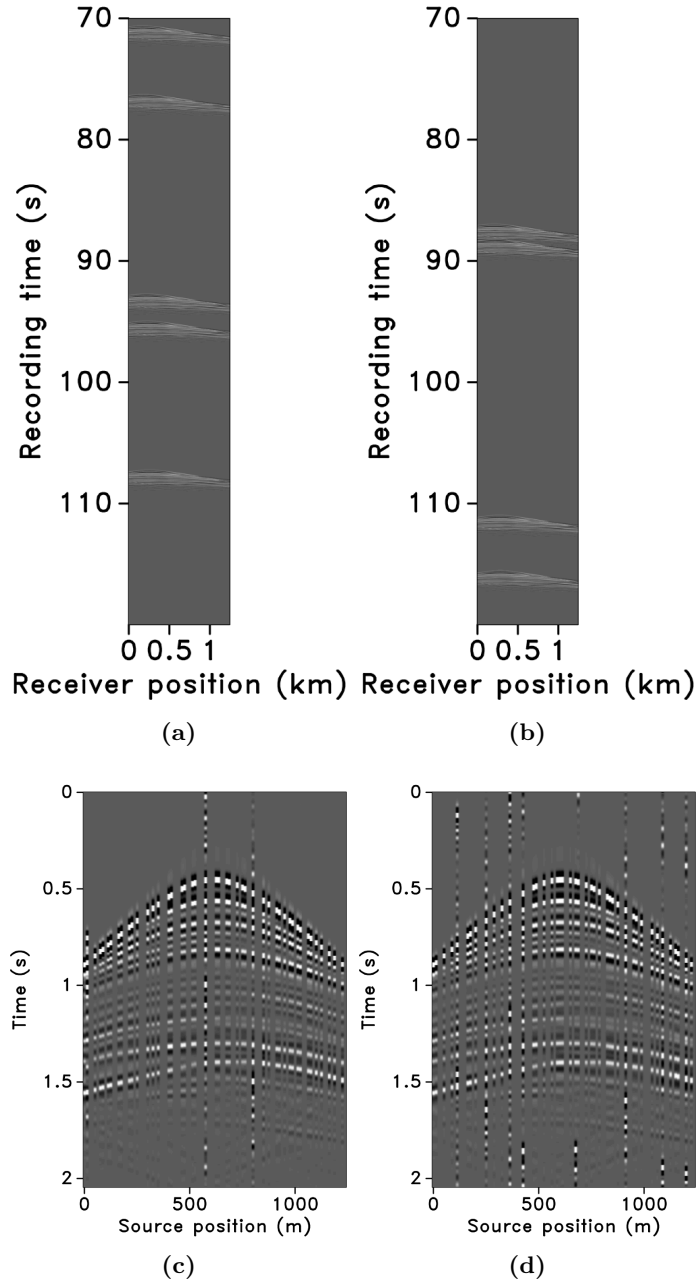 70
80
90
100
110
Recording time (s)
0 0.5 1
Receiver position (km)
(a)
70
80
90
100
110
Recording time (s)
0 0.5 1
Receiver position (km)
(b)
0
0.5
1
1.5
2
Time (s)
0 500 1000
Source position (m)
(c)
0
0.5
1
1.5
2
Time (s)
0 500 1000
Source position (m)
(d)